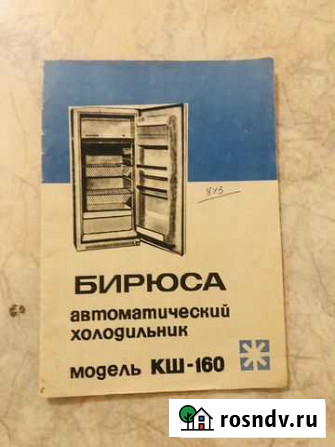 БИРЮСА
автоматический
холодильник
модель КШ-160
rosndv.ru